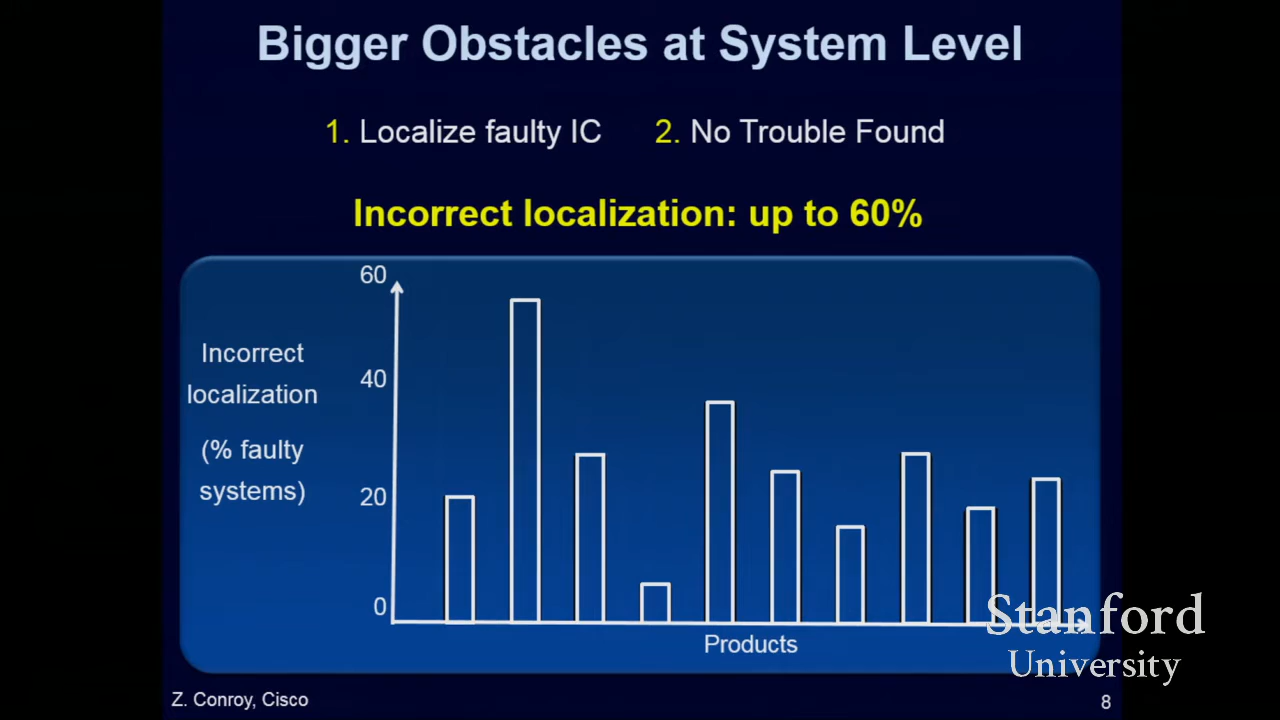 Bigger Obstacles at System Level
1. Localize faulty IC 2. No Trouble Found
Incorrect localization: up to 60%
60
40
20
0
Incorrect
localization
(% faulty
systems)
Products
Stanford
University
Z. Conroy, Cisco
8